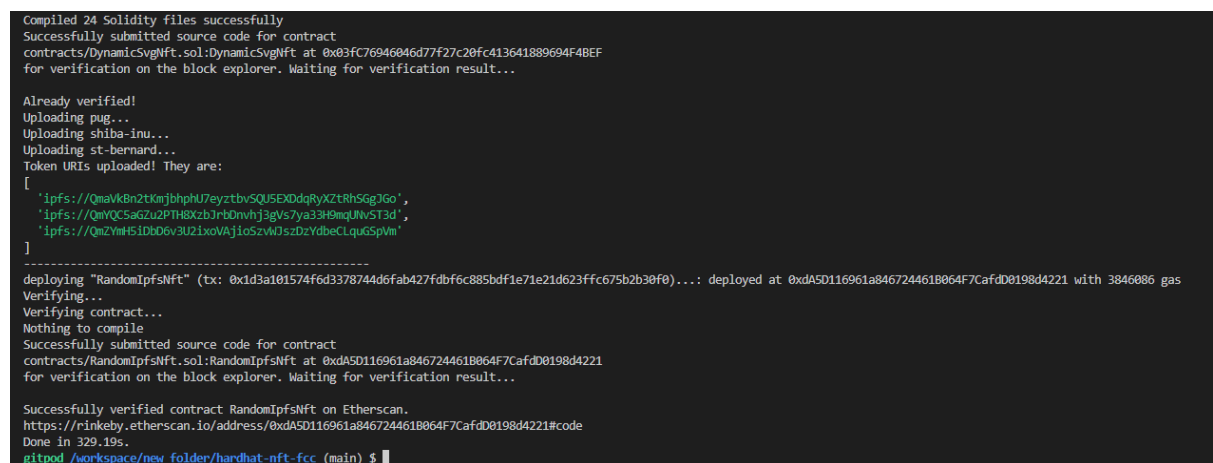 Compiled 24 Solidity files successfully
Successfully submitted source code for contract
contracts/DynamicSvgNft.sol:DynamicSvgNft at 0x03fC76946046d77f27c20fc413641889694F4BEF
for verification on the block explorer. Waiting for verification result...
Already verified!
Uploading pug...
Uploading shiba-inu...
Uploading st-bernard...
Token URIs uploaded! They are:
[
'ipfs://QmaVkBn2tKmjbhphU7eyztbvSQU5EXDdqRyXZtRhSGgJGo',
'ipfs://QmYQC5aGZu2PTH8XzbJrbDnvhj3gVs7ya33H9mqUNvST3d',
'ipfs://QmZYmH5iDbD6v3U2ixoVAjioSzvWJszDzYdbeCLquGSpVm'
]
----------------------------------------------------
deploying "RandomIpfsNft" (tx: 0x1d3a101574f6d3378744d6fab427fdbf6c885bdf1e71e21d623ffc675b2b30f0)...: deployed at 0xdA5D116961a846724461B064F7CafdD0198d4221 with 3846086 gas
Verifying...
Verifying contract...
Nothing to compile
Successfully submitted source code for contract
contracts/RandomIpfsNft.sol:RandomIpfsNft at 0xdA5D116961a846724461B064F7CafdD0198d4221
for verification on the block explorer. Waiting for verification result...
Successfully verified contract RandomIpfsNft on Etherscan.
https://rinkeby.etherscan.io/address/0xdA5D116961a846724461B064F7CafdD0198d4221#code
Done in 329.19s.
gitpod /workspace/new folder/hardhat-nft-fcc (main) $